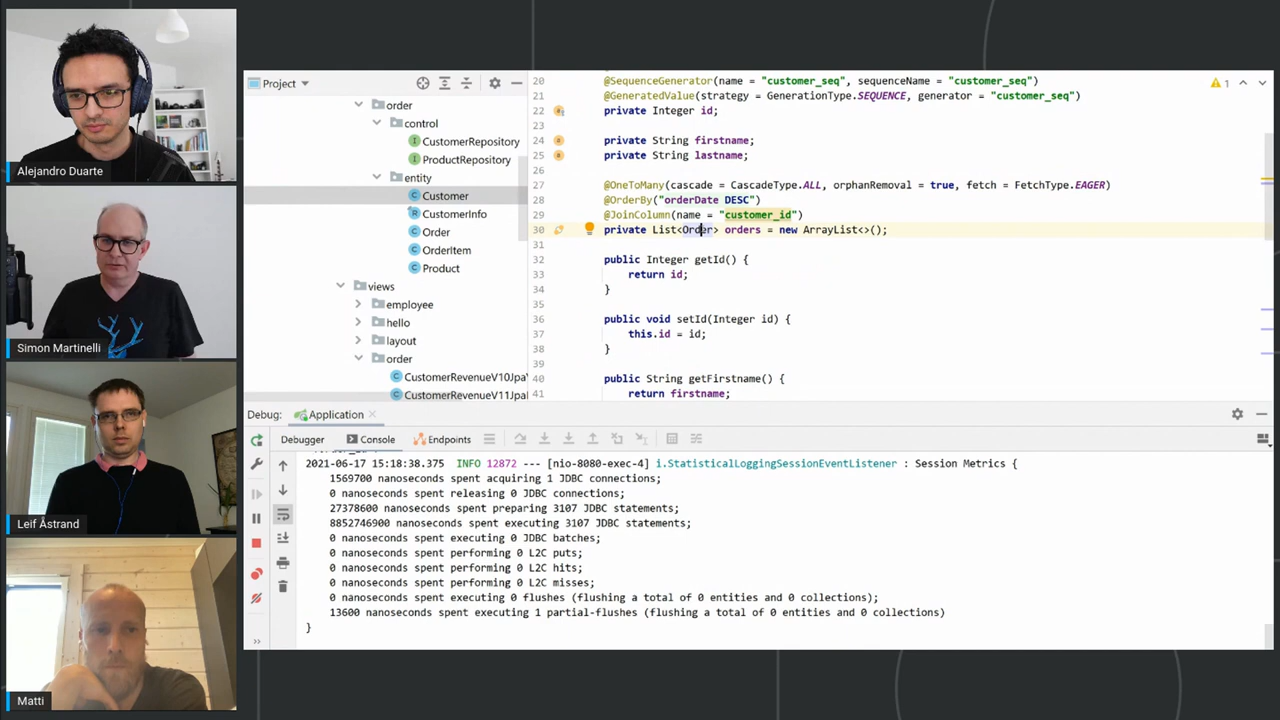 Alejandro Duarte
Simon Martinelli
Leif Åstrand
Matti
Project
order
control
CustomerRepository
ProductRepository
entity
Customer
CustomerInfo
Order
OrderItem
Product
views
employee
hello
layout
order
CustomerRevenueV10Jpa
CustomerRevenueV11Jpa
20 @SequenceGenerator(name = "customer_seq", sequenceName = "customer_seq")
21 @GeneratedValue(strategy = GenerationType.SEQUENCE, generator = "customer_seq")
22 private Integer id;
23
24 private String firstname;
25 private String lastname;
26
27 @OneToMany(cascade = CascadeType.ALL, orphanRemoval = true, fetch = FetchType.EAGER)
28 @OrderBy("orderDate DESC")
29 @JoinColumn(name = "customer_id")
30 private List<Order> orders = new ArrayList<>();
31
32 public Integer getId() {
33 return id;
34 }
35
36 public void setId(Integer id) {
37 this.id = id;
38 }
39
40 public String getFirstname() {
41 return firstname;
1
Debug: Application
Debugger Console Endpoints
2021-06-17 15:18:38.375 INFO 12872 --- [nio-8080-exec-4] i.StatisticalLoggingSessionEventListener : Session Metrics {
1569700 nanoseconds spent acquiring 1 JDBC connections;
0 nanoseconds spent releasing 0 JDBC connections;
27378600 nanoseconds spent preparing 3107 JDBC statements;
8852746900 nanoseconds spent executing 3107 JDBC statements;
0 nanoseconds spent executing 0 JDBC batches;
0 nanoseconds spent performing 0 L2C puts;
0 nanoseconds spent performing 0 L2C hits;
0 nanoseconds spent performing 0 L2C misses;
0 nanoseconds spent executing 0 flushes (flushing a total of 0 entities and 0 collections);
13600 nanoseconds spent executing 1 partial-flushes (flushing a total of 0 entities and 0 collections)
}